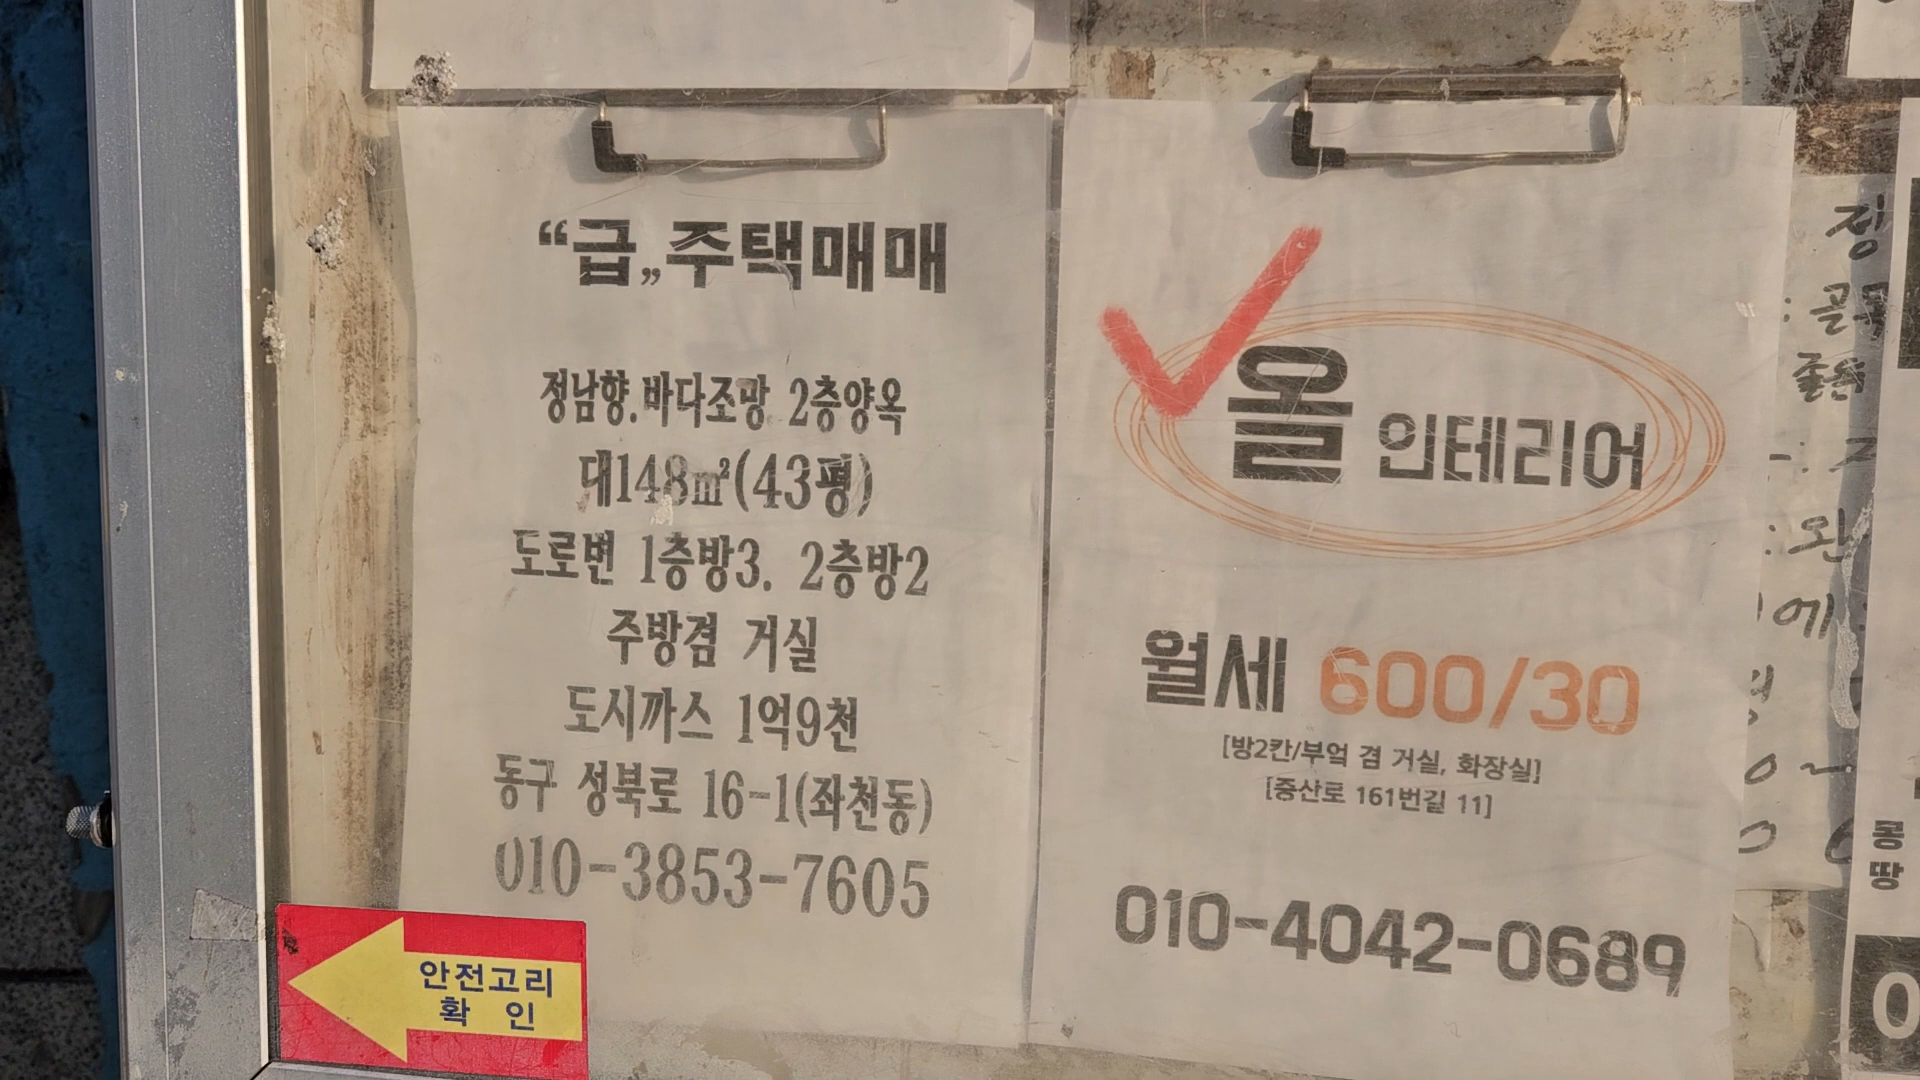 “급„주택매매
정남향.바다조망 2층양옥
대148㎡(43평)
도로변 1층방3. 2층방2
주방겸 거실
도시까스 1억9천
동구 성북로 16-1(좌천동)
010-3853-7605
안전고리
확 인
올 인테리어
월세 600/30
[방2칸/부엌 겸 거실, 화장실]
[증산로 161번길 11]
010-4042-0689
정
몽
땅